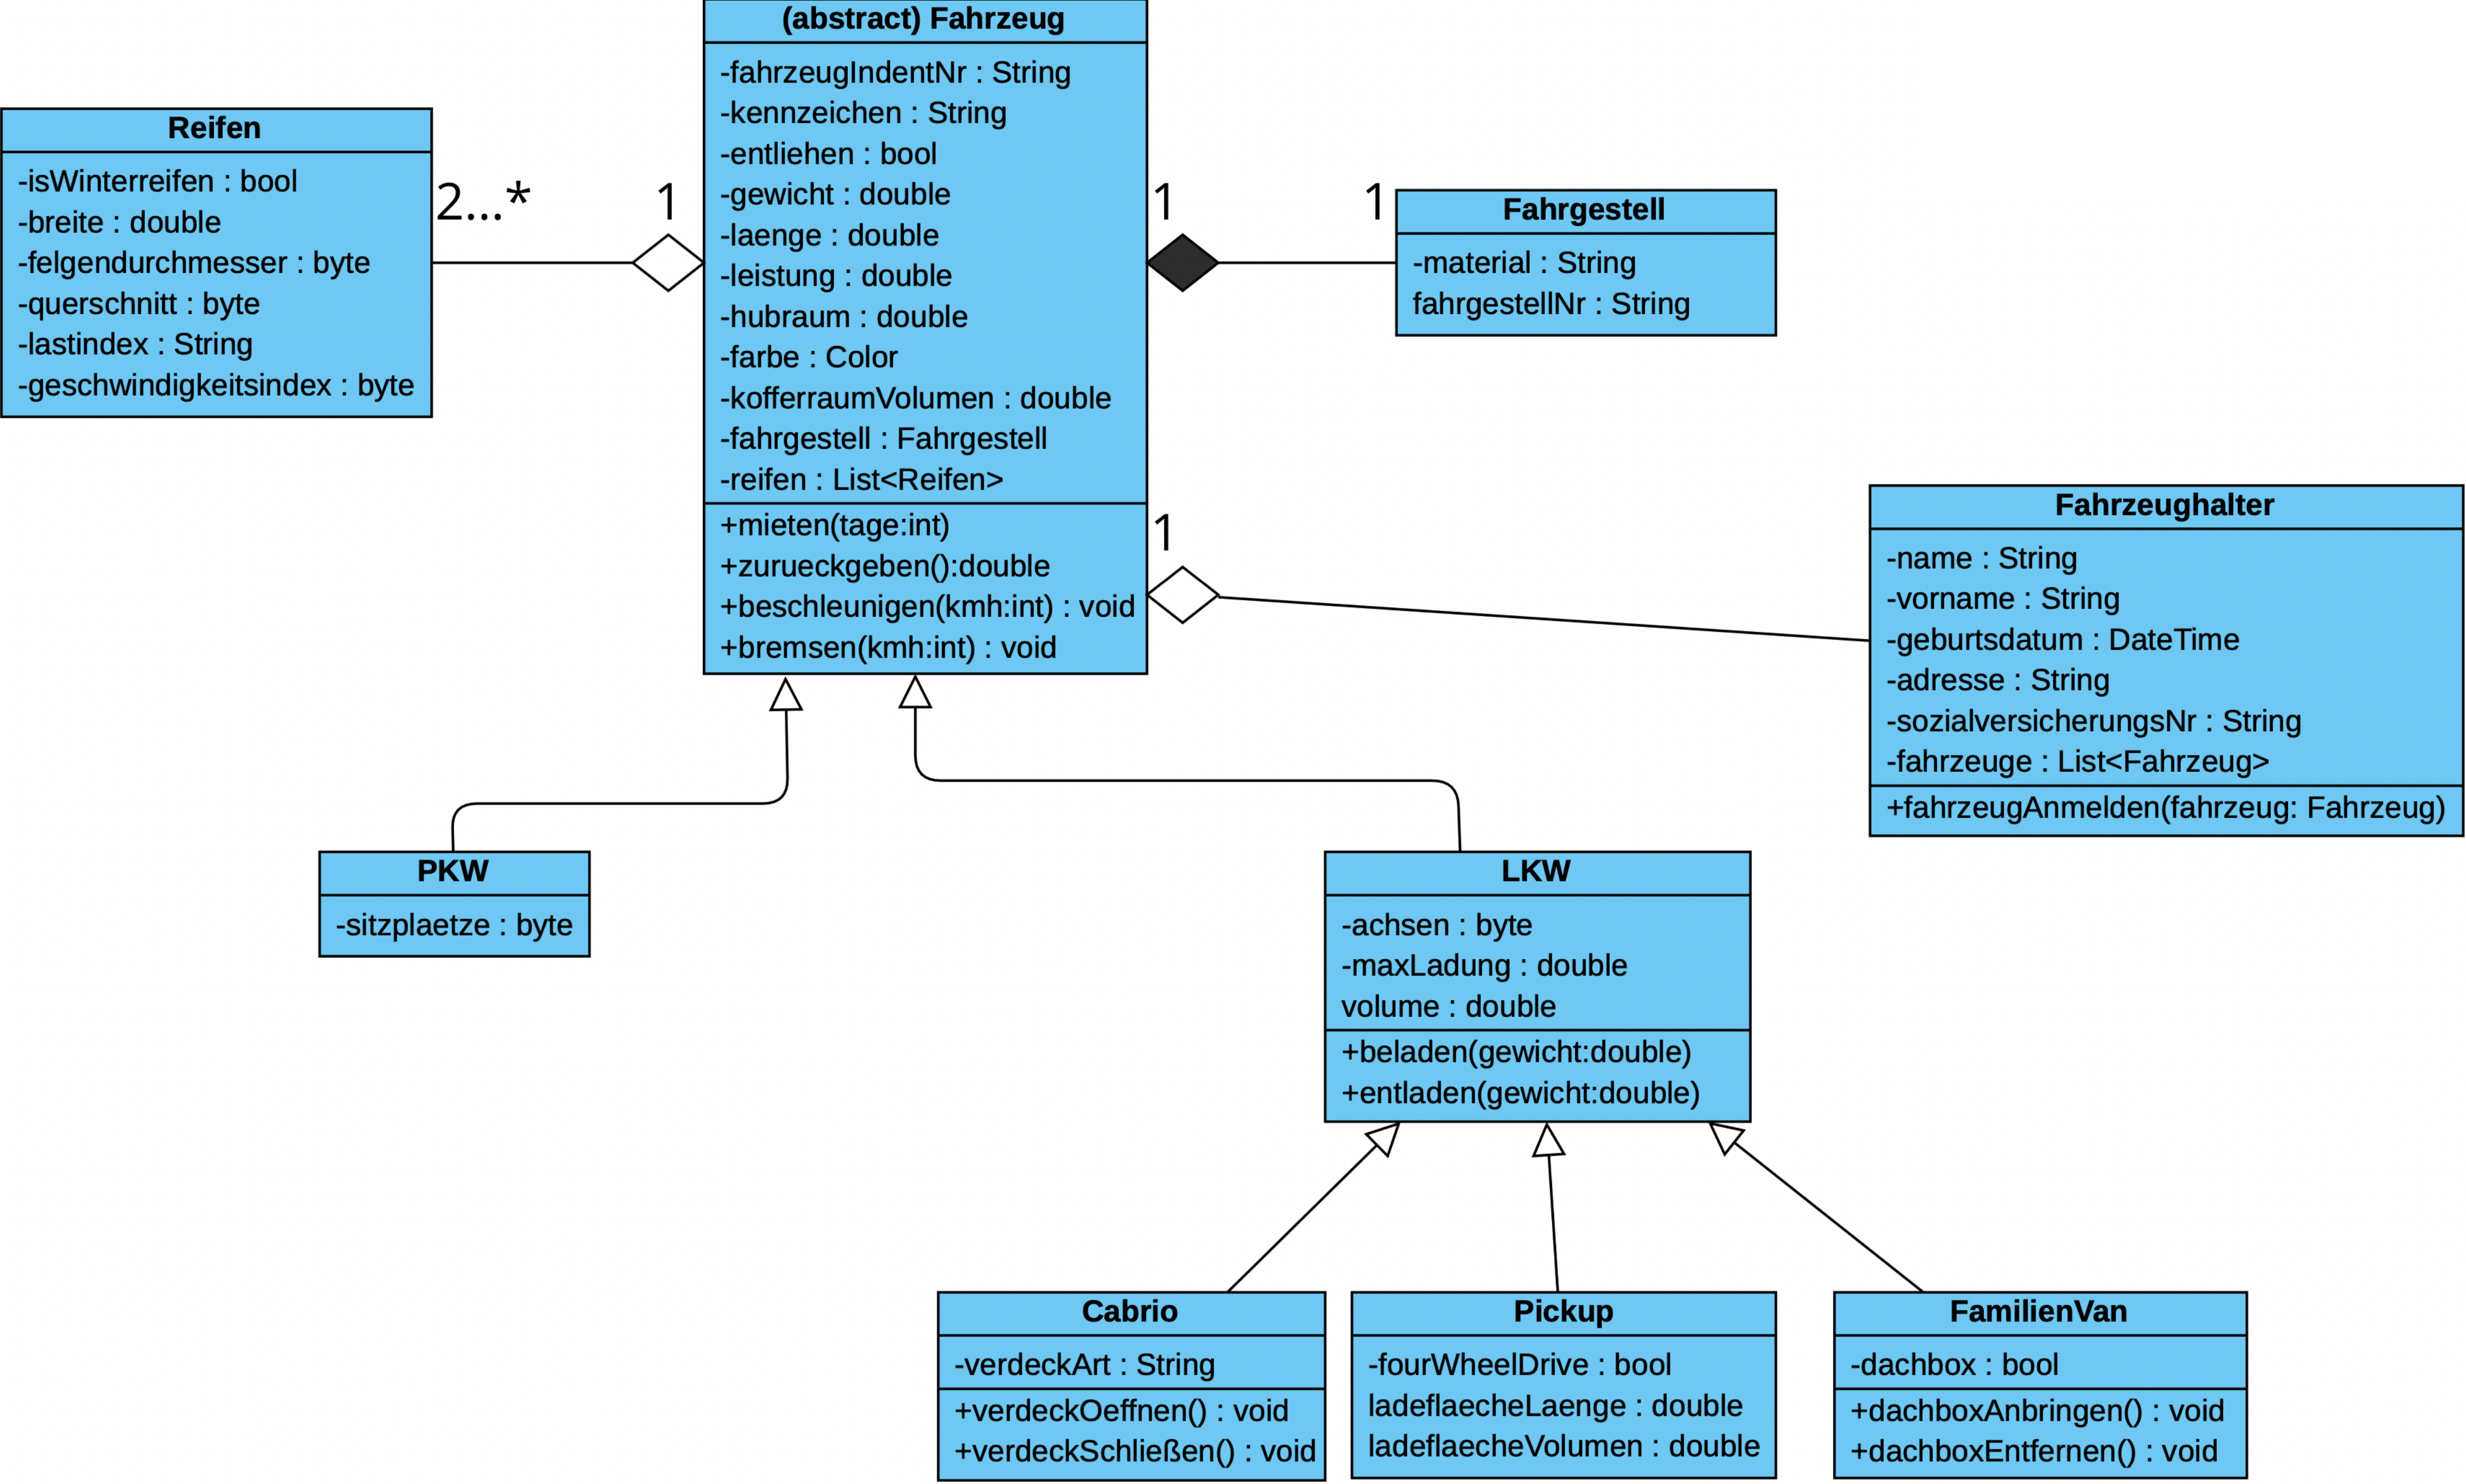 (abstract) Fahrzeug
-fahrzeugIndentNr : String
-kennzeichen : String
-entliehen : bool
-gewicht : double
-laenge : double
-leistung : double
-hubraum : double
-farbe : Color
-kofferraumVolumen : double
-fahrgestell : Fahrgestell
-reifen : List<Reifen>
+mieten(tage:int)
+zurueckgeben():double
+beschleunigen(kmh:int) : void
+bremsen(kmh:int) : void
Reifen
-isWinterreifen : bool
-breite : double
-felgendurchmesser : byte
-querschnitt : byte
-lastindex : String
-geschwindigkeitsindex : byte
2...*
1
1
1
Fahrgestell
-material : String
fahrgestellNr : String
1
Fahrzeughalter
-name : String
-vorname : String
-geburtsdatum : DateTime
-adresse : String
-sozialversicherungsNr : String
-fahrzeuge : List<Fahrzeug>
+fahrzeugAnmelden(fahrzeug: Fahrzeug)
PKW
-sitzplaetze : byte
LKW
-achsen : byte
-maxLadung : double
volume : double
+beladen(gewicht:double)
+entladen(gewicht:double)
Cabrio
-verdeckArt : String
+verdeckOeffnen() : void
+verdeckSchließen() : void
Pickup
-fourWheelDrive : bool
ladeflaecheLaenge : double
ladeflaecheVolumen : double
FamilienVan
-dachbox : bool
+dachboxAnbringen() : void
+dachboxEntfernen() : void